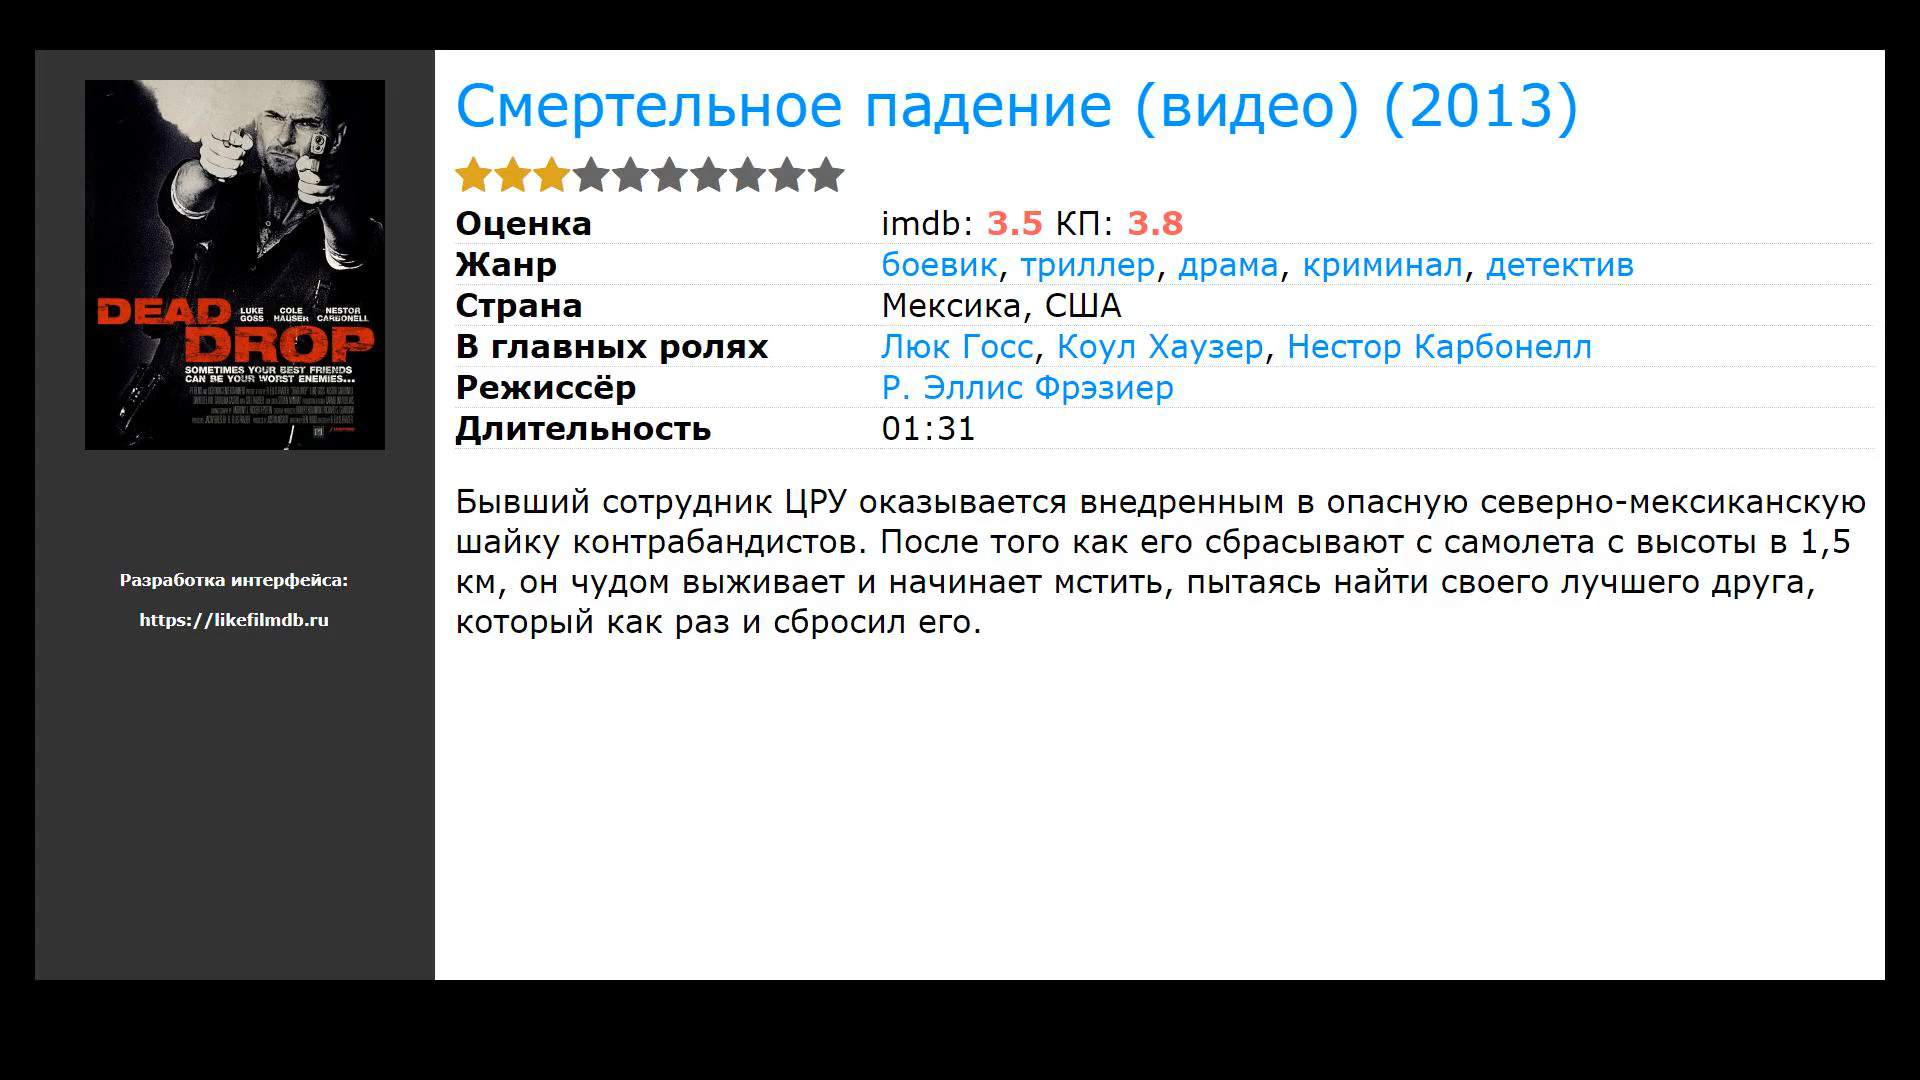 Смертельное падение (видео) (2013)
Оценка imdb: 3.5 КП: 3.8
Жанр боевик, триллер, драма, криминал, детектив
Страна Мексика, США
В главных ролях Люк Госс, Коул Хаузер, Нестор Карбонелл
Режиссёр Р. Эллис Фрэзиер
Длительность 01:31
Бывший сотрудник ЦРУ оказывается внедренным в опасную северно-мексиканскую
шайку контрабандистов. После того как его сбрасывают с самолета с высоты в 1,5
км, он чудом выживает и начинает мстить, пытаясь найти своего лучшего друга,
который как раз и сбросил его.
DEAD
DROP
LUKE GOSS
COLE HAUSER
NESTOR CARBONELL
SOMETIMES YOUR BEST FRIENDS
CAN BE YOUR WORST ENEMIES...
Разработка интерфейса:
https://likefilmdb.ru